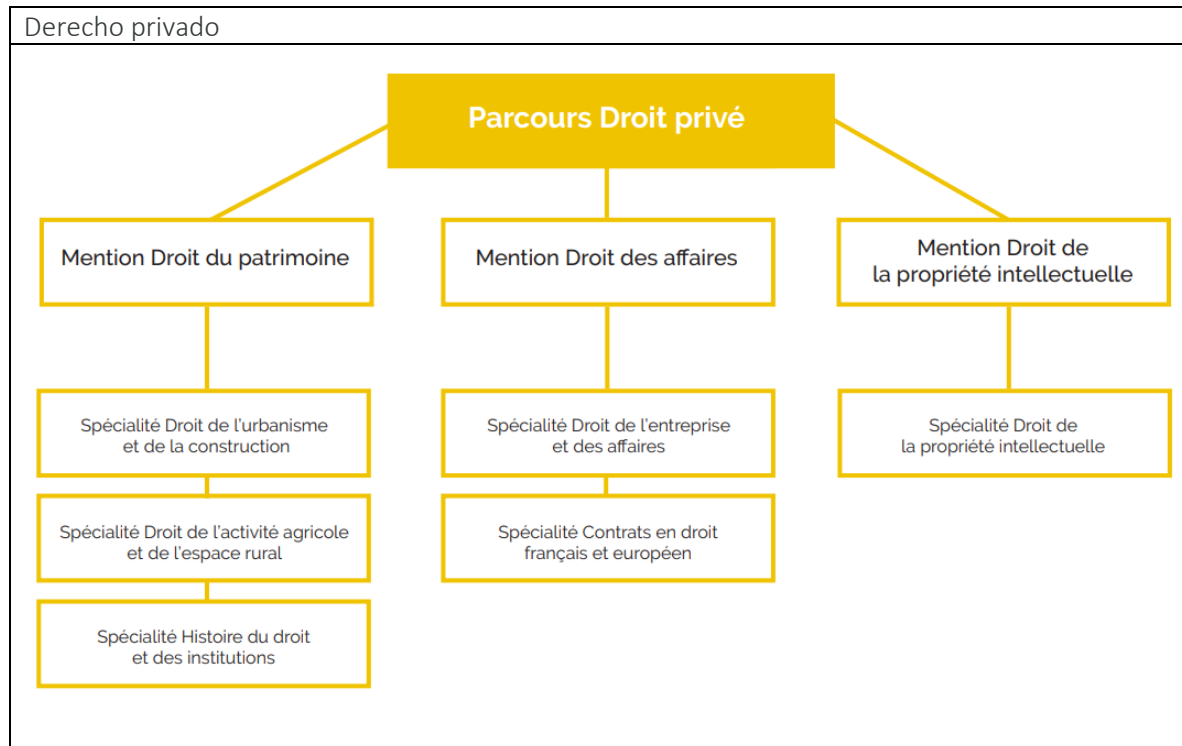 Derecho privado
Parcours Droit privé
Mention Droit du patrimoine
Mention Droit des affaires
Mention Droit de
la propriété intellectuelle
Spécialité Droit de l'urbanisme
et de la construction
Spécialité Droit de l'entreprise
et des affaires
Spécialité Droit de
la propriété intellectuelle
Spécialité Droit de l'activité agricole
et de l'espace rural
Spécialité Contrats en droit
français et européen
Spécialité Histoire du droit
et des institutions